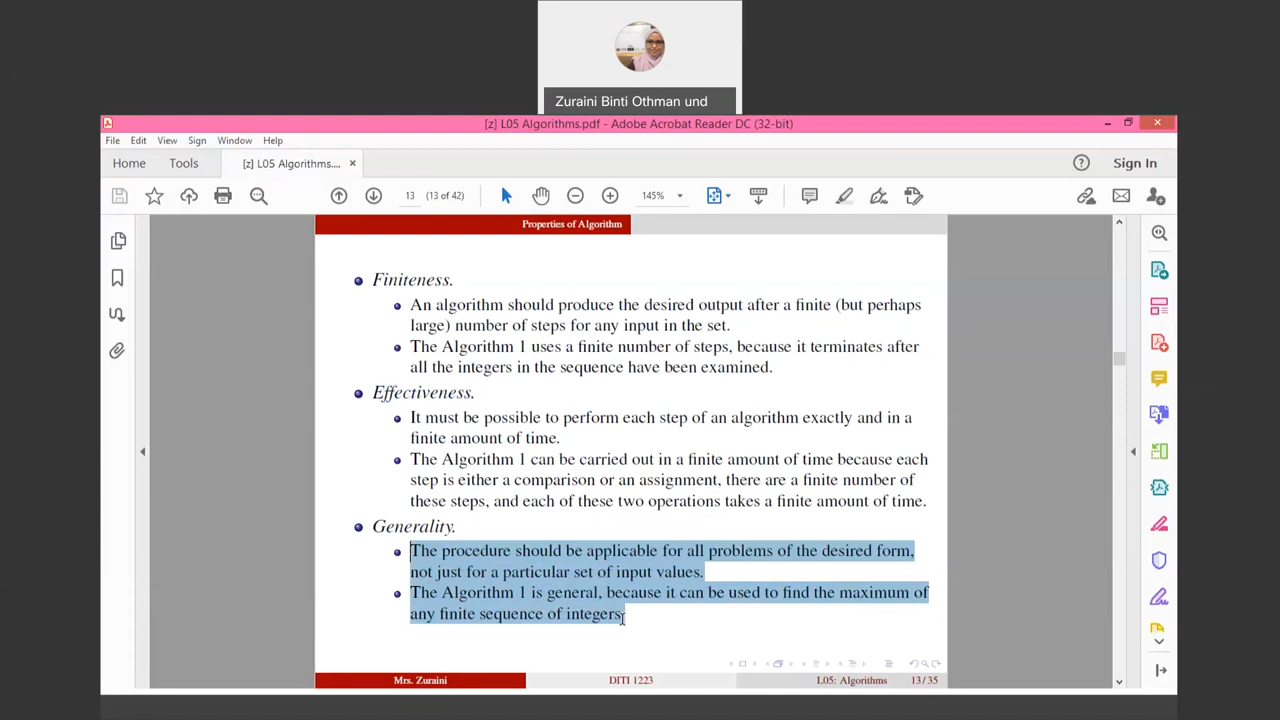 Zuraini Binti Othman und
[z] L05 Algorithms.pdf - Adobe Acrobat Reader DC (32-bit)
File Edit View Sign Window Help
Home Tools [z] L05 Algorithms.... × Sign In
13 (13 of 42) 145%
Properties of Algorithm
Finiteness.
An algorithm should produce the desired output after a finite (but perhaps
large) number of steps for any input in the set.
The Algorithm 1 uses a finite number of steps, because it terminates after
all the integers in the sequence have been examined.
Effectiveness.
It must be possible to perform each step of an algorithm exactly and in a
finite amount of time.
The Algorithm 1 can be carried out in a finite amount of time because each
step is either a comparison or an assignment, there are a finite number of
these steps, and each of these two operations takes a finite amount of time.
Generality.
The procedure should be applicable for all problems of the desired form,
not just for a particular set of input values.
The Algorithm 1 is general, because it can be used to find the maximum of
any finite sequence of integers.
Mrs. Zuraini DITI 1223 L05: Algorithms 13 / 35